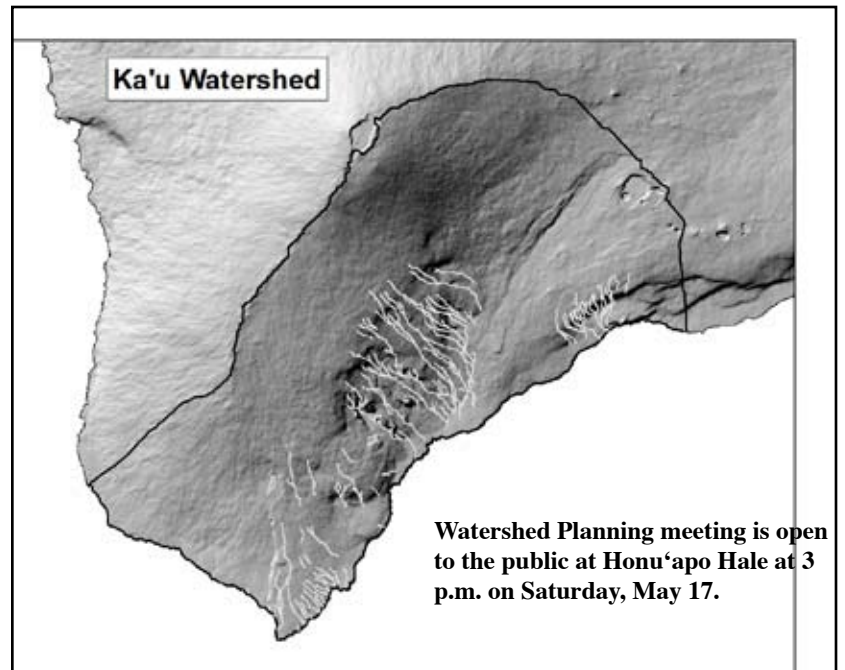 Ka'u Watershed
Watershed Planning meeting is open
to the public at Honu‘apo Hale at 3
p.m. on Saturday, May 17.